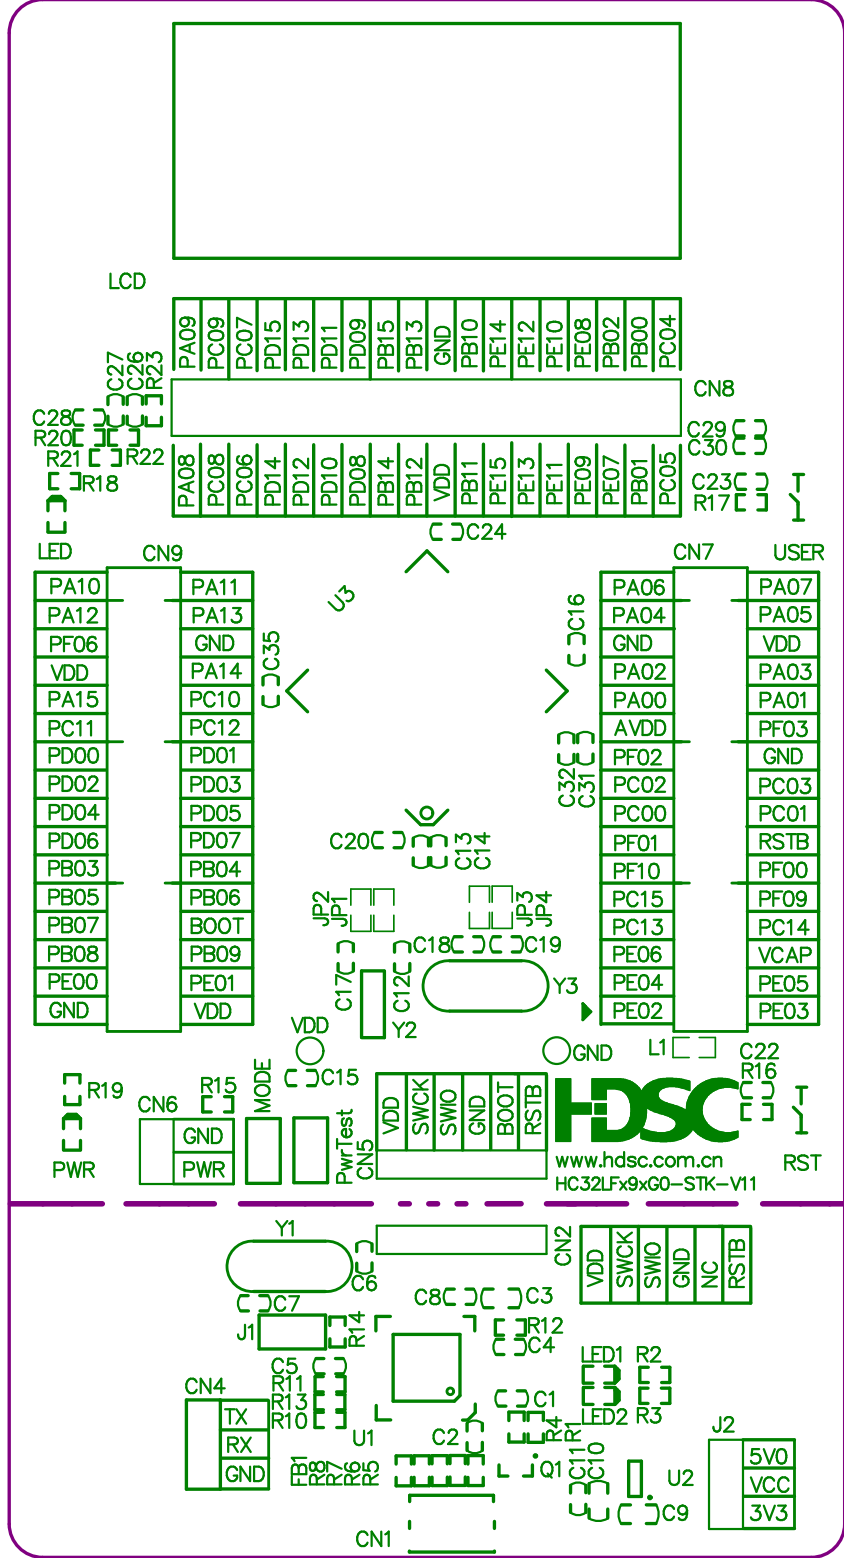 LCD
PA09 PC09 PC07 PD15 PD13 PD11 PD09 PB15 PB13 GND PB10 PE14 PE12 PE10 PE08 PB02 PB00 PC04
C27 C26 R23
CN8
C28
R20
R21 R22
R18
C29
C30
C23
R17
PA08 PC08 PC06 PD14 PD12 PD10 PD08 PB14 PB12 VDD PB11 PE15 PE13 PE11 PE09 PE07 PB01 PC05
C24
LED CN9 CN7 USER
U3
C16
C35
PA10 PA11 PA06 PA07
PA12 PA13 PA04 PA05
PF06 GND GND VDD
VDD PA14 PA02 PA03
PA15 PC10 PA00 PA01
PC11 PC12 AVDD PF03
PD00 PD01 PF02 GND
PD02 PD03 PC02 PC03
PD04 PD05 PC00 PC01
PD06 PD07 PF01 RSTB
PB03 PB04 PF10 PF00
PB05 PB06 PC15 PF09
PB07 BOOT PC13 PC14
PB08 PB09 PE06 VCAP
PE00 PE01 PE04 PE05
GND VDD PE02 PE03
C32 C31
C20 C13 C14
JP2 JP1 JP3 JP4
C18 C19
C17 C12
Y3
Y2
VDD GND
L1 C22
R16
C15
R19 R15 MODE
CN6
GND
PWR
PwrTest
CN5
VDD SWCK SWIO GND BOOT RSTB
HDSC
www.hdsc.com.cn
HC32LFx9xG0-STK-V11
PWR RST
Y1
CN2
VDD SWCK SWIO GND NC RSTB
C6
C7 C8 C3
J1 R14 R12
C4
C5
R11
R13
R10
LED1 R2
LED2 R3
CN4
TX
RX
GND
C1
U1 C2
R4 R1
FB1 R8 R7 R6 R5
Q1
C11 C10
U2
C9
J2
5V0
VCC
3V3
CN1